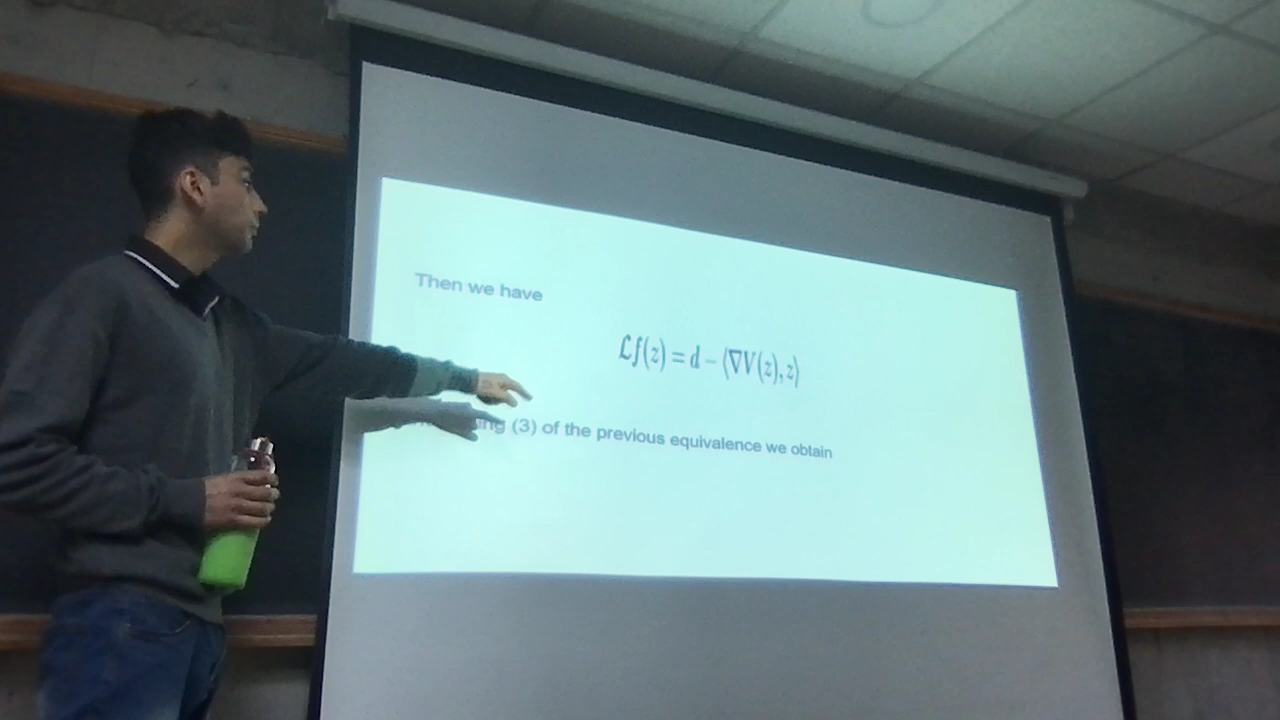 Then we have
ℒf(z) = d − ⟨∇V(z), z⟩
(3) of the previous equivalence we obtain